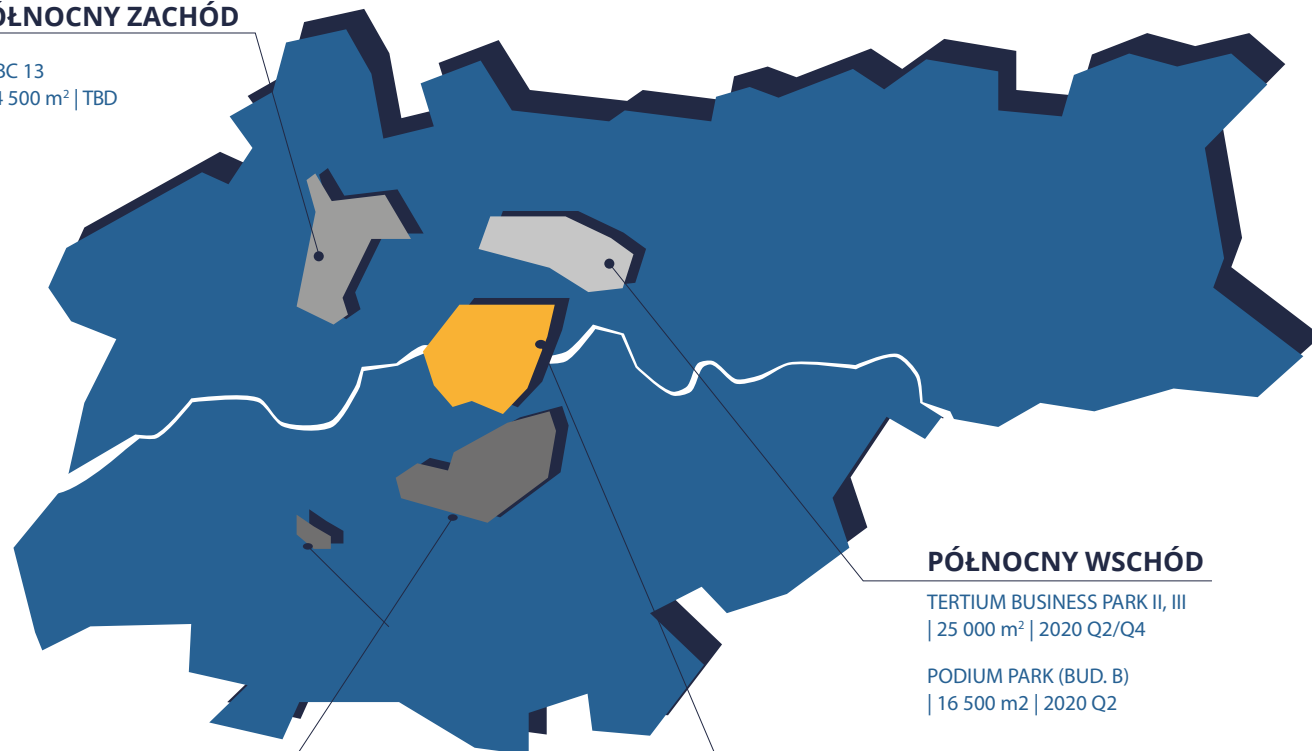 ÓŁNOCNY ZACHÓD
BC 13
4 500 m² | TBD
PÓŁNOCNY WSCHÓD
TERTIUM BUSINESS PARK II, III
| 25 000 m² | 2020 Q2/Q4
PODIUM PARK (BUD. B)
| 16 500 m2 | 2020 Q2